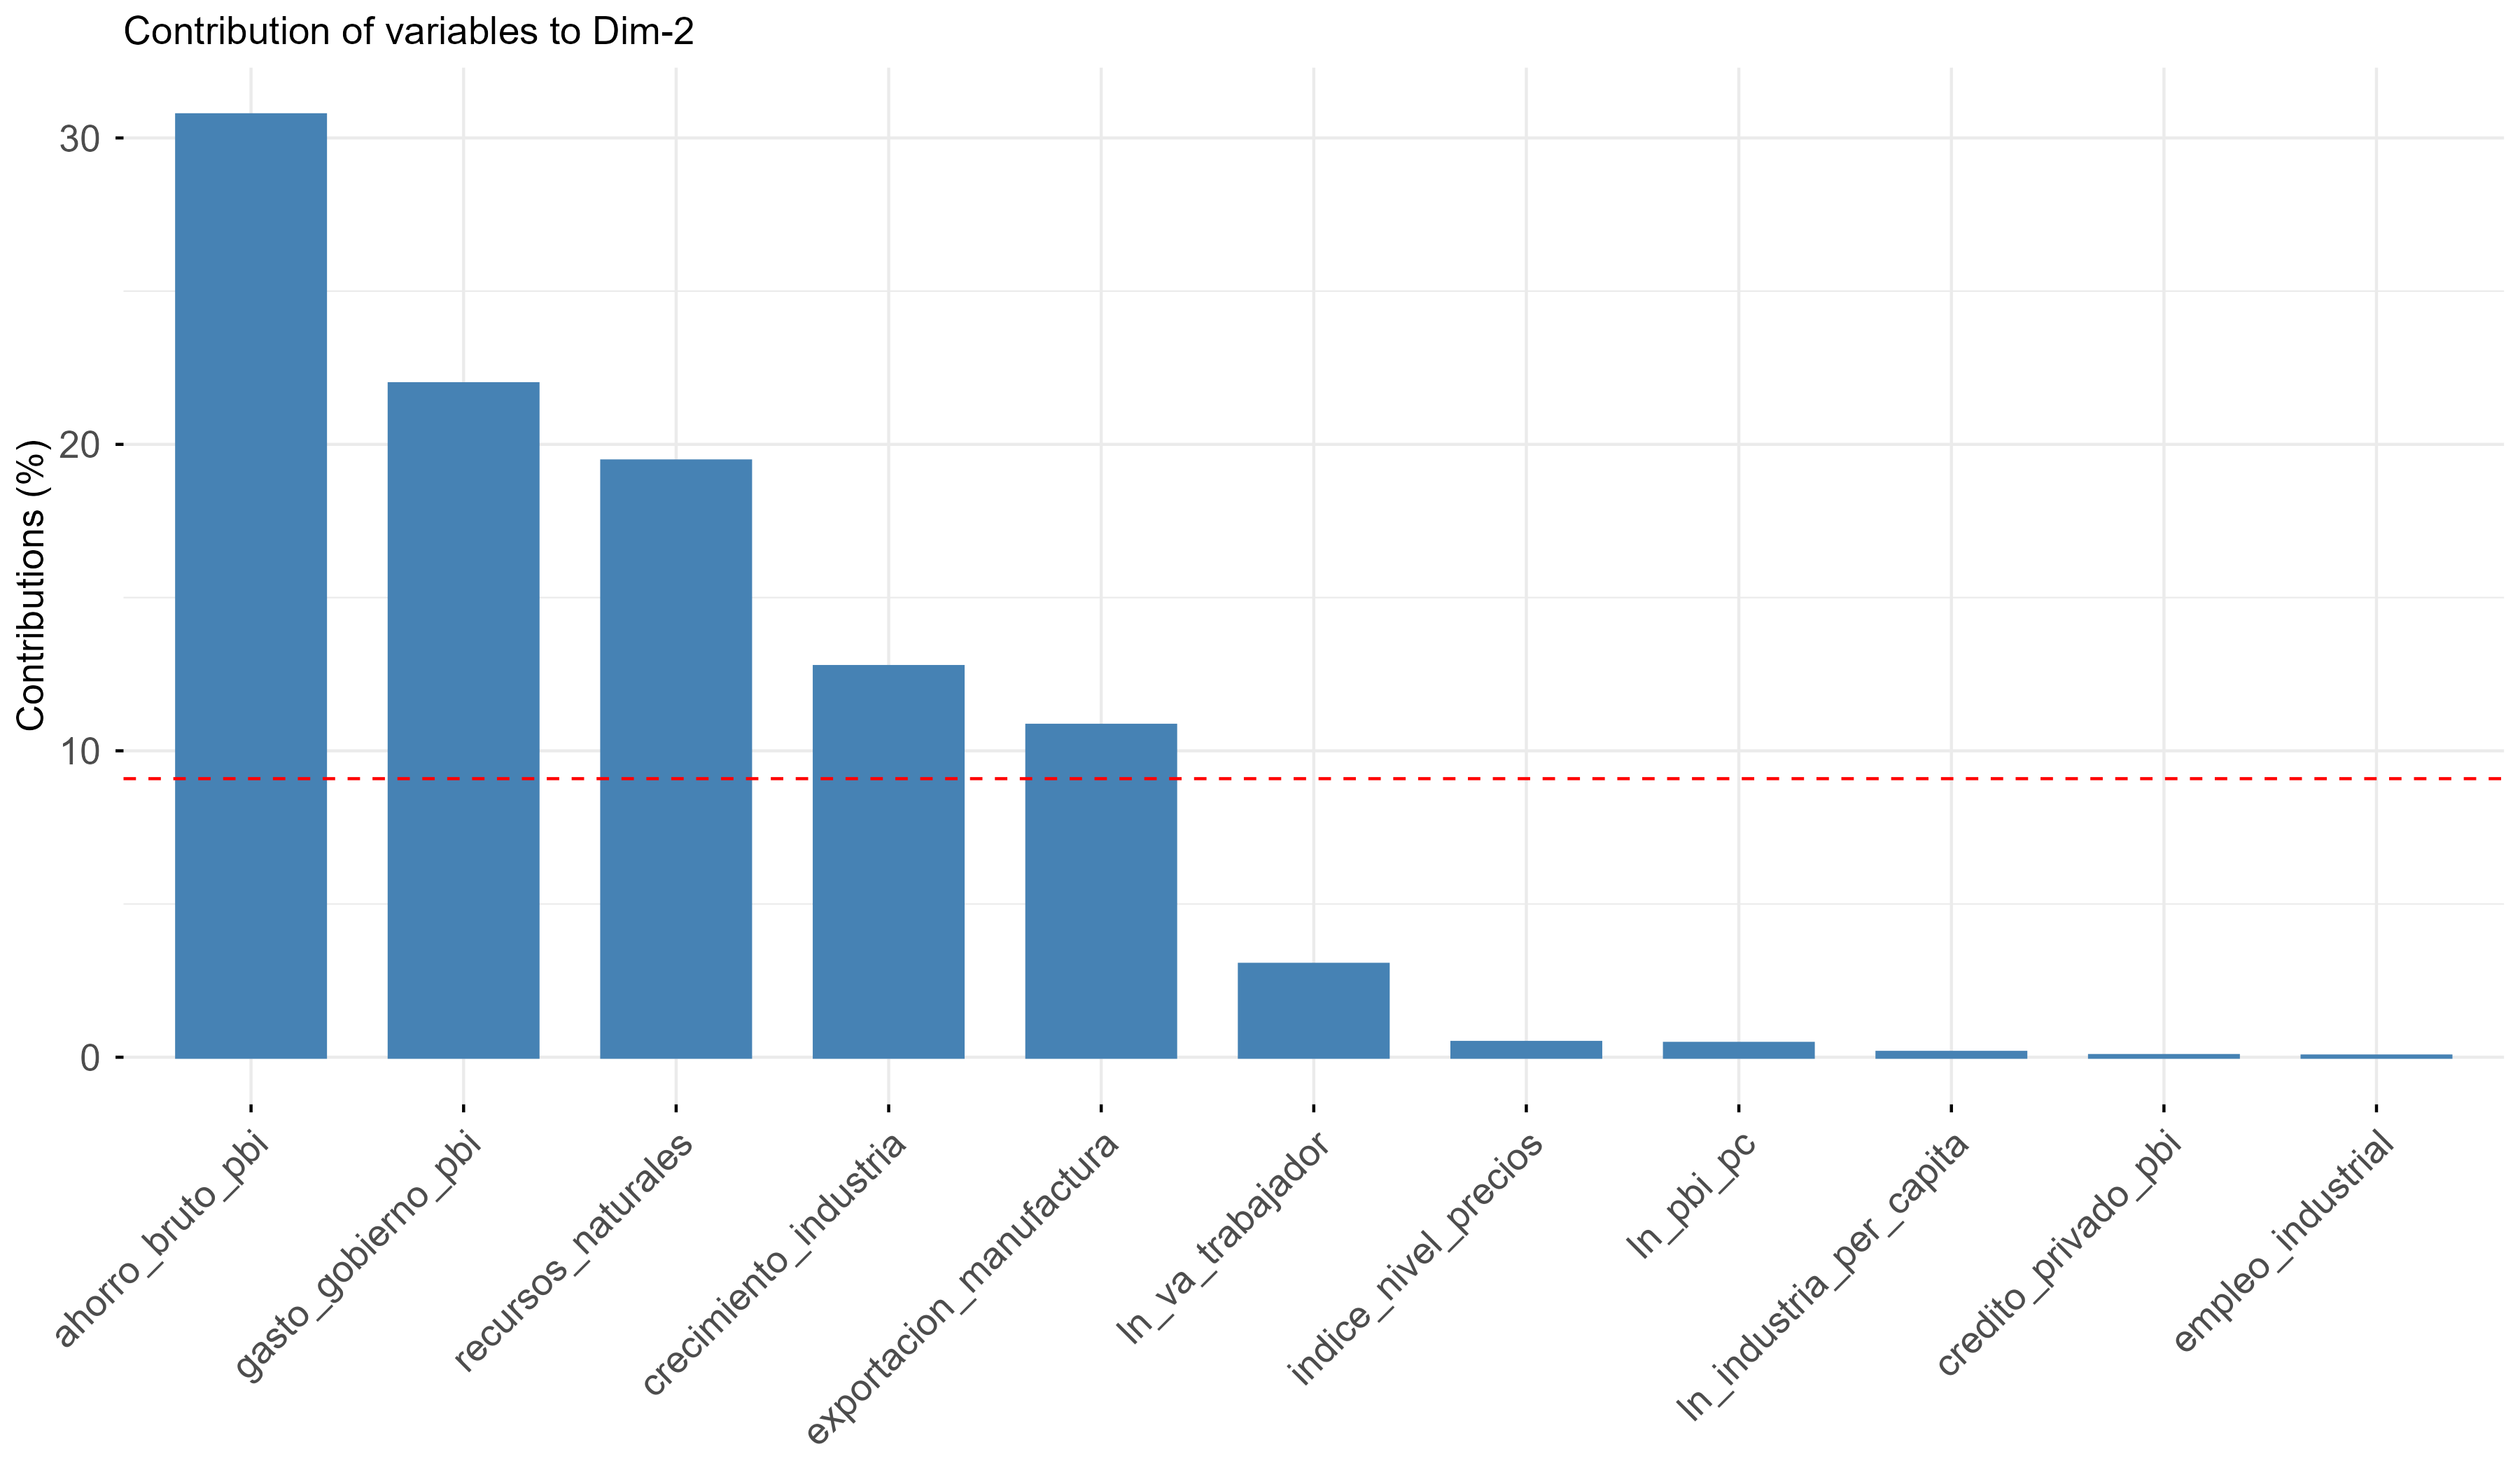 Contribution of variables to Dim-2
Contributions (%)
30
20
10
0
ahorro_bruto_pbi
gasto_gobierno_pbi
recursos_naturales
crecimiento_industria
exportacion_manufactura
ln_va_trabajador
indice_nivel_precios
ln_pbi_pc
ln_industria_per_capita
credito_privado_pbi
empleo_industrial